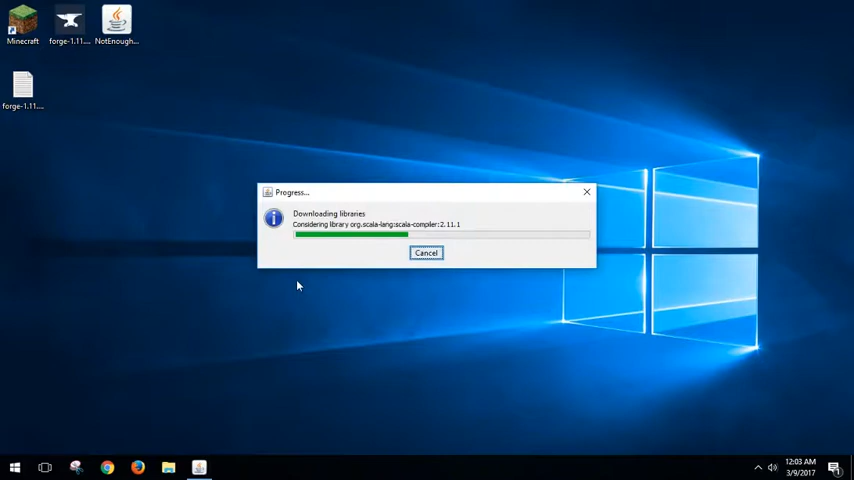 Minecraft
forge-1.11....
NotEnough...
forge-1.11....
Progress...
Downloading libraries
Considering library org.scala-lang:scala-compiler:2.11.1
Cancel
12:03 AM
3/9/2017
1